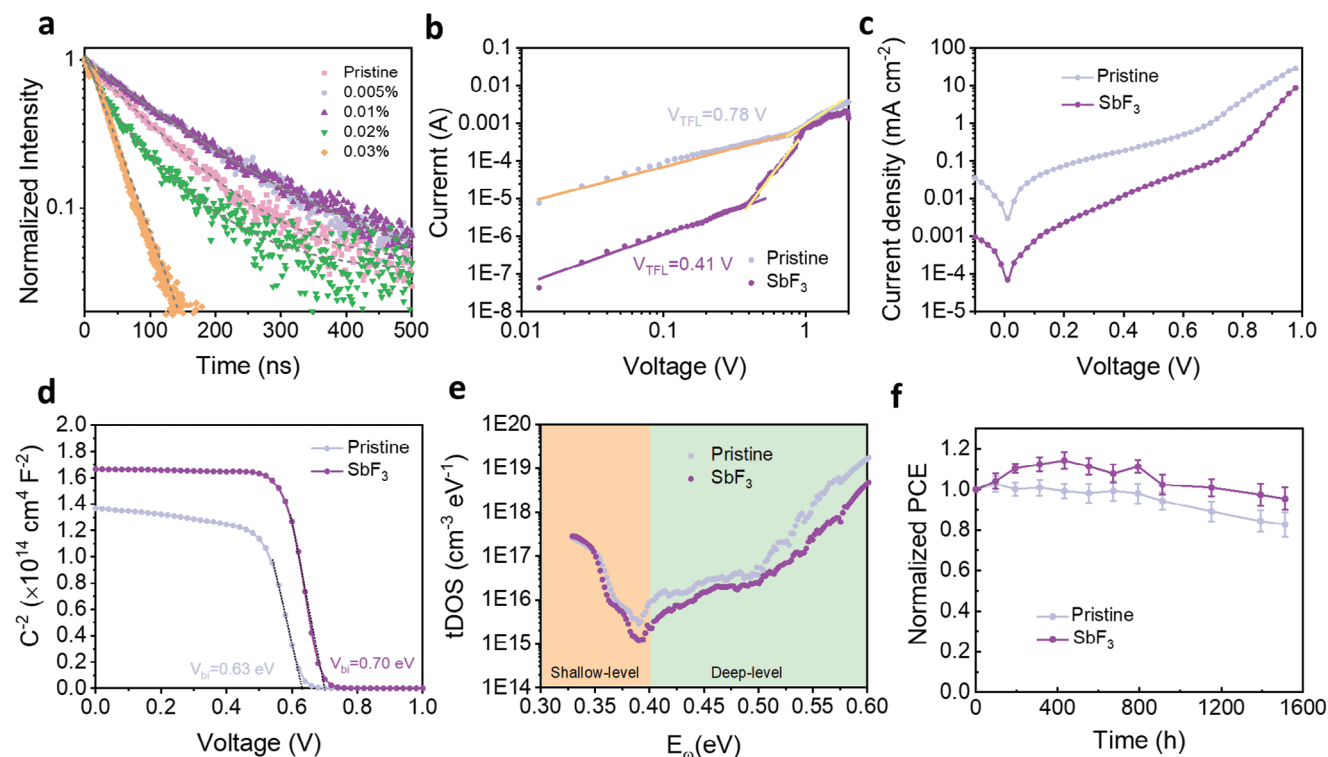 a
1
0.1
Normalized Intensity
Pristine
0.005%
0.01%
0.02%
0.03%
0
100
200
300
400
500
Time (ns)
b
0.1
0.01
0.001
1E-4
1E-5
1E-6
1E-7
1E-8
Currernt (A)
V_TFL=0.78 V
V_TFL=0.41 V
Pristine
SbF₃
0.01
0.1
1
Voltage (V)
c
100
10
1
0.1
0.01
0.001
1E-4
1E-5
Current density (mA cm⁻²)
Pristine
SbF₃
0.0
0.2
0.4
0.6
0.8
1.0
Voltage (V)
d
2.0
1.8
1.6
1.4
1.2
1.0
0.8
0.6
0.4
0.2
0.0
C⁻² (×10¹⁴ cm⁴ F⁻²)
Pristine
SbF₃
V_bi=0.63 eV
V_bi=0.70 eV
0.0
0.2
0.4
0.6
0.8
1.0
Voltage (V)
e
1E20
1E19
1E18
1E17
1E16
1E15
1E14
tDOS (cm⁻³ eV⁻¹)
Pristine
SbF₃
Shallow-level
Deep-level
0.30
0.35
0.40
0.45
0.50
0.55
0.60
E_ω(eV)
f
1.2
1.0
0.8
0.6
0.4
0.2
0.0
Normalized PCE
Pristine
SbF₃
0
400
800
1200
1600
Time (h)